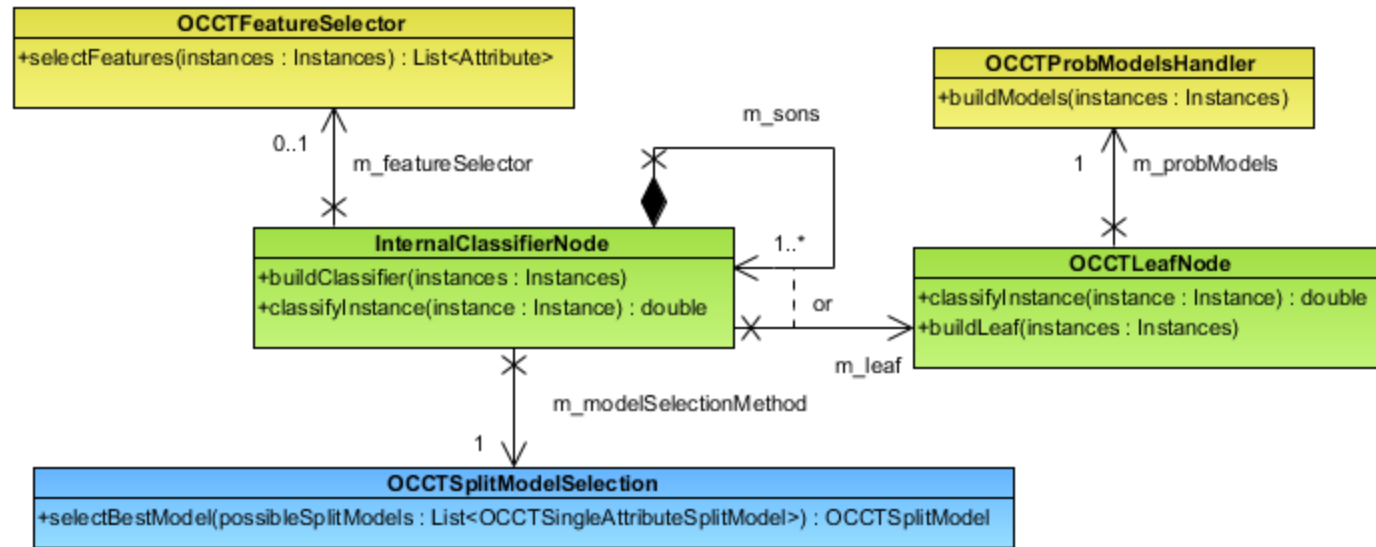 OCCTFeatureSelector
+selectFeatures(instances : Instances) : List<Attribute>
OCCTProbModelsHandler
+buildModels(instances : Instances)
m_sons
0..1
m_featureSelector
1
m_probModels
InternalClassifierNode
+buildClassifier(instances : Instances)
+classifyInstance(instance : Instance) : double
1..*
or
m_leaf
OCCTLeafNode
+classifyInstance(instance : Instance) : double
+buildLeaf(instances : Instances)
m_modelSelectionMethod
1
OCCTSplitModelSelection
+selectBestModel(possibleSplitModels : List<OCCTSingleAttributeSplitModel>) : OCCTSplitModel